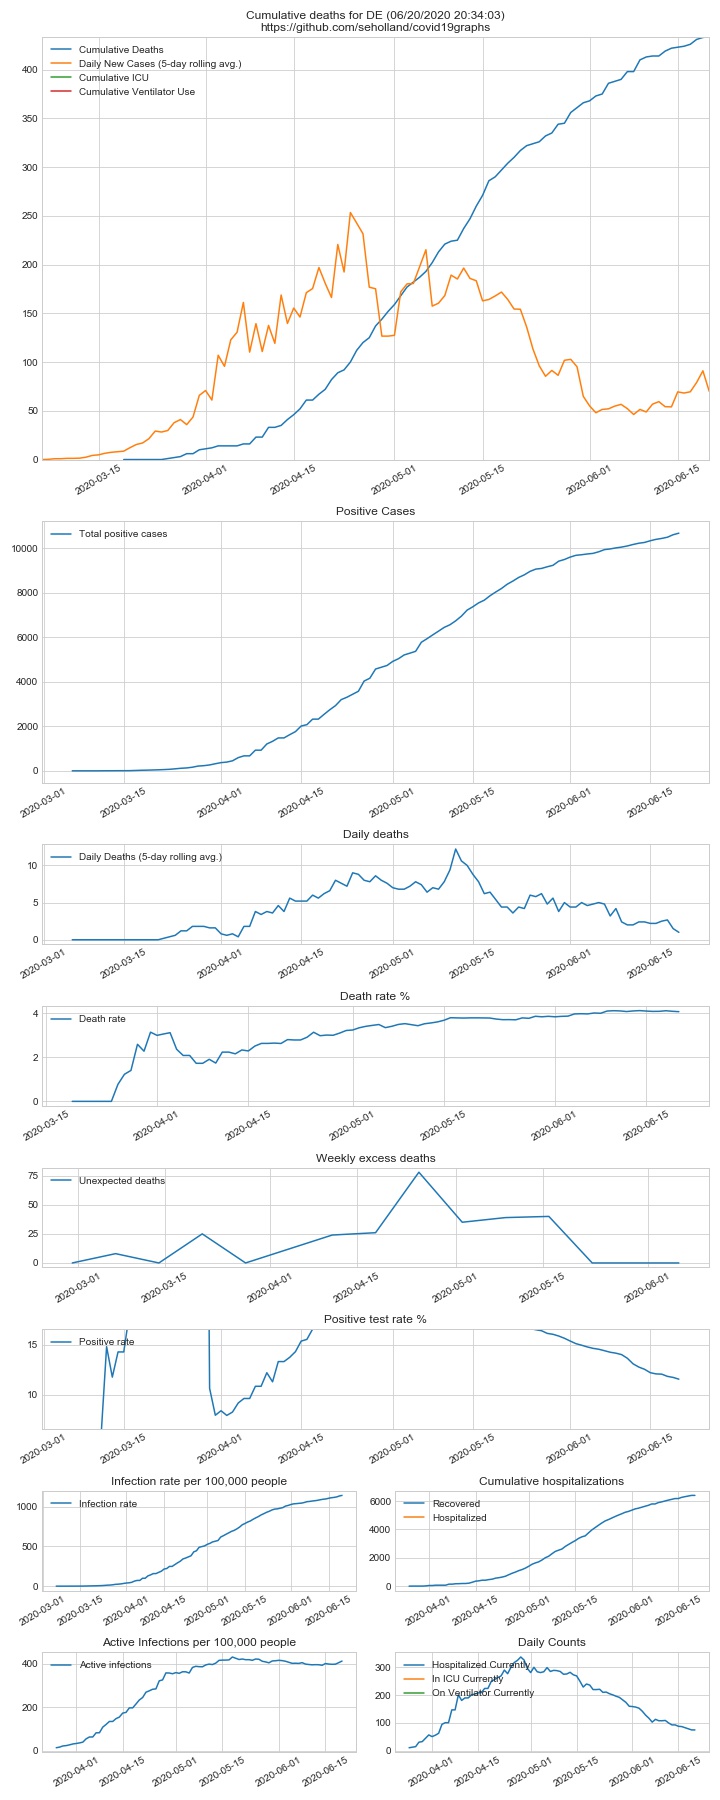 Cumulative deaths for DE (06/20/2020 20:34:03)
https://github.com/seholland/covid19graphs
Cumulative Deaths
Daily New Cases (5-day rolling avg.)
Cumulative ICU
Cumulative Ventilator Use
400
350
300
250
200
150
100
50
0
2020-03-15 2020-04-01 2020-04-15 2020-05-01 2020-05-15 2020-06-01 2020-06-15
Positive Cases
Total positive cases
10000
8000
6000
4000
2000
0
2020-03-01 2020-03-15 2020-04-01 2020-04-15 2020-05-01 2020-05-15 2020-06-01 2020-06-15
Daily deaths
Daily Deaths (5-day rolling avg.)
10
5
0
2020-03-01 2020-03-15 2020-04-01 2020-04-15 2020-05-01 2020-05-15 2020-06-01 2020-06-15
Death rate %
Death rate
4
2
0
2020-03-15 2020-04-01 2020-04-15 2020-05-01 2020-05-15 2020-06-01 2020-06-15
Weekly excess deaths
Unexpected deaths
75
50
25
0
2020-03-01 2020-03-15 2020-04-01 2020-04-15 2020-05-01 2020-05-15 2020-06-01
Positive test rate %
Positive rate
15
10
2020-03-01 2020-03-15 2020-04-01 2020-04-15 2020-05-01 2020-05-15 2020-06-01 2020-06-15
Infection rate per 100,000 people
Infection rate
1000
500
0
2020-03-01 2020-03-15 2020-04-01 2020-04-15 2020-05-01 2020-05-15 2020-06-01 2020-06-15
Cumulative hospitalizations
Recovered
Hospitalized
6000
4000
2000
0
2020-04-01 2020-04-15 2020-05-01 2020-05-15 2020-06-01 2020-06-15
Active Infections per 100,000 people
Active infections
400
200
0
2020-04-01 2020-04-15 2020-05-01 2020-05-15 2020-06-01 2020-06-15
Daily Counts
Hospitalized Currently
In ICU Currently
On Ventilator Currently
300
200
100
0
2020-04-01 2020-04-15 2020-05-01 2020-05-15 2020-06-01 2020-06-15